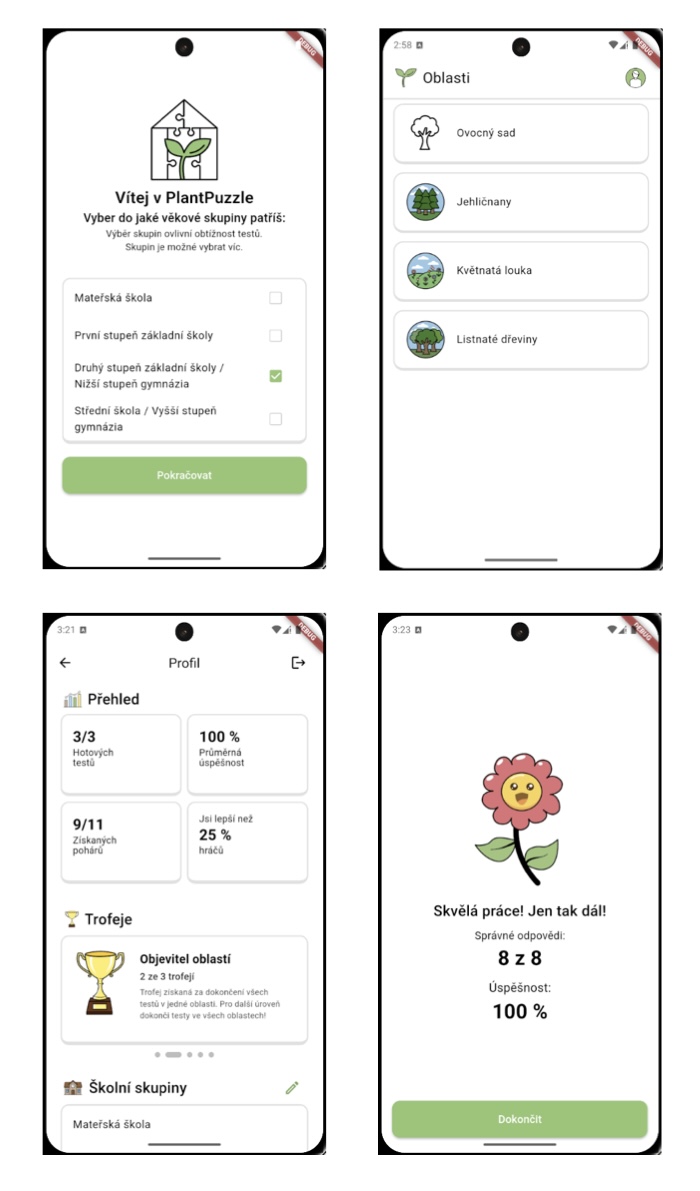 DEBUG
Vítej v PlantPuzzle
Vyber do jaké věkové skupiny patříš:
Výběr skupin ovlivní obtížnost testů.
Skupin je možné vybrat víc.
Mateřská škola
První stupeň základní školy
Druhý stupeň základní školy /
Nižší stupeň gymnázia
Střední škola / Vyšší stupeň
gymnázia
Pokračovat
2:58
DEBUG
Oblasti
Ovocný sad
Jehličnany
Květnatá louka
Listnaté dřeviny
3:21
DEBUG
Profil
Přehled
3/3
Hotových
testů
100 %
Průměrná
úspěšnost
9/11
Získaných
pohárů
Jsi lepší než
25 %
hráčů
Trofeje
Objevitel oblastí
2 ze 3 trofejí
Trofej získaná za dokončení všech
testů v jedné oblasti. Pro další úroveň
dokonči testy ve všech oblastech!
Školní skupiny
Mateřská škola
3:23
DEBUG
Skvělá práce! Jen tak dál!
Správné odpovědi:
8 z 8
Úspěšnost:
100 %
Dokončit